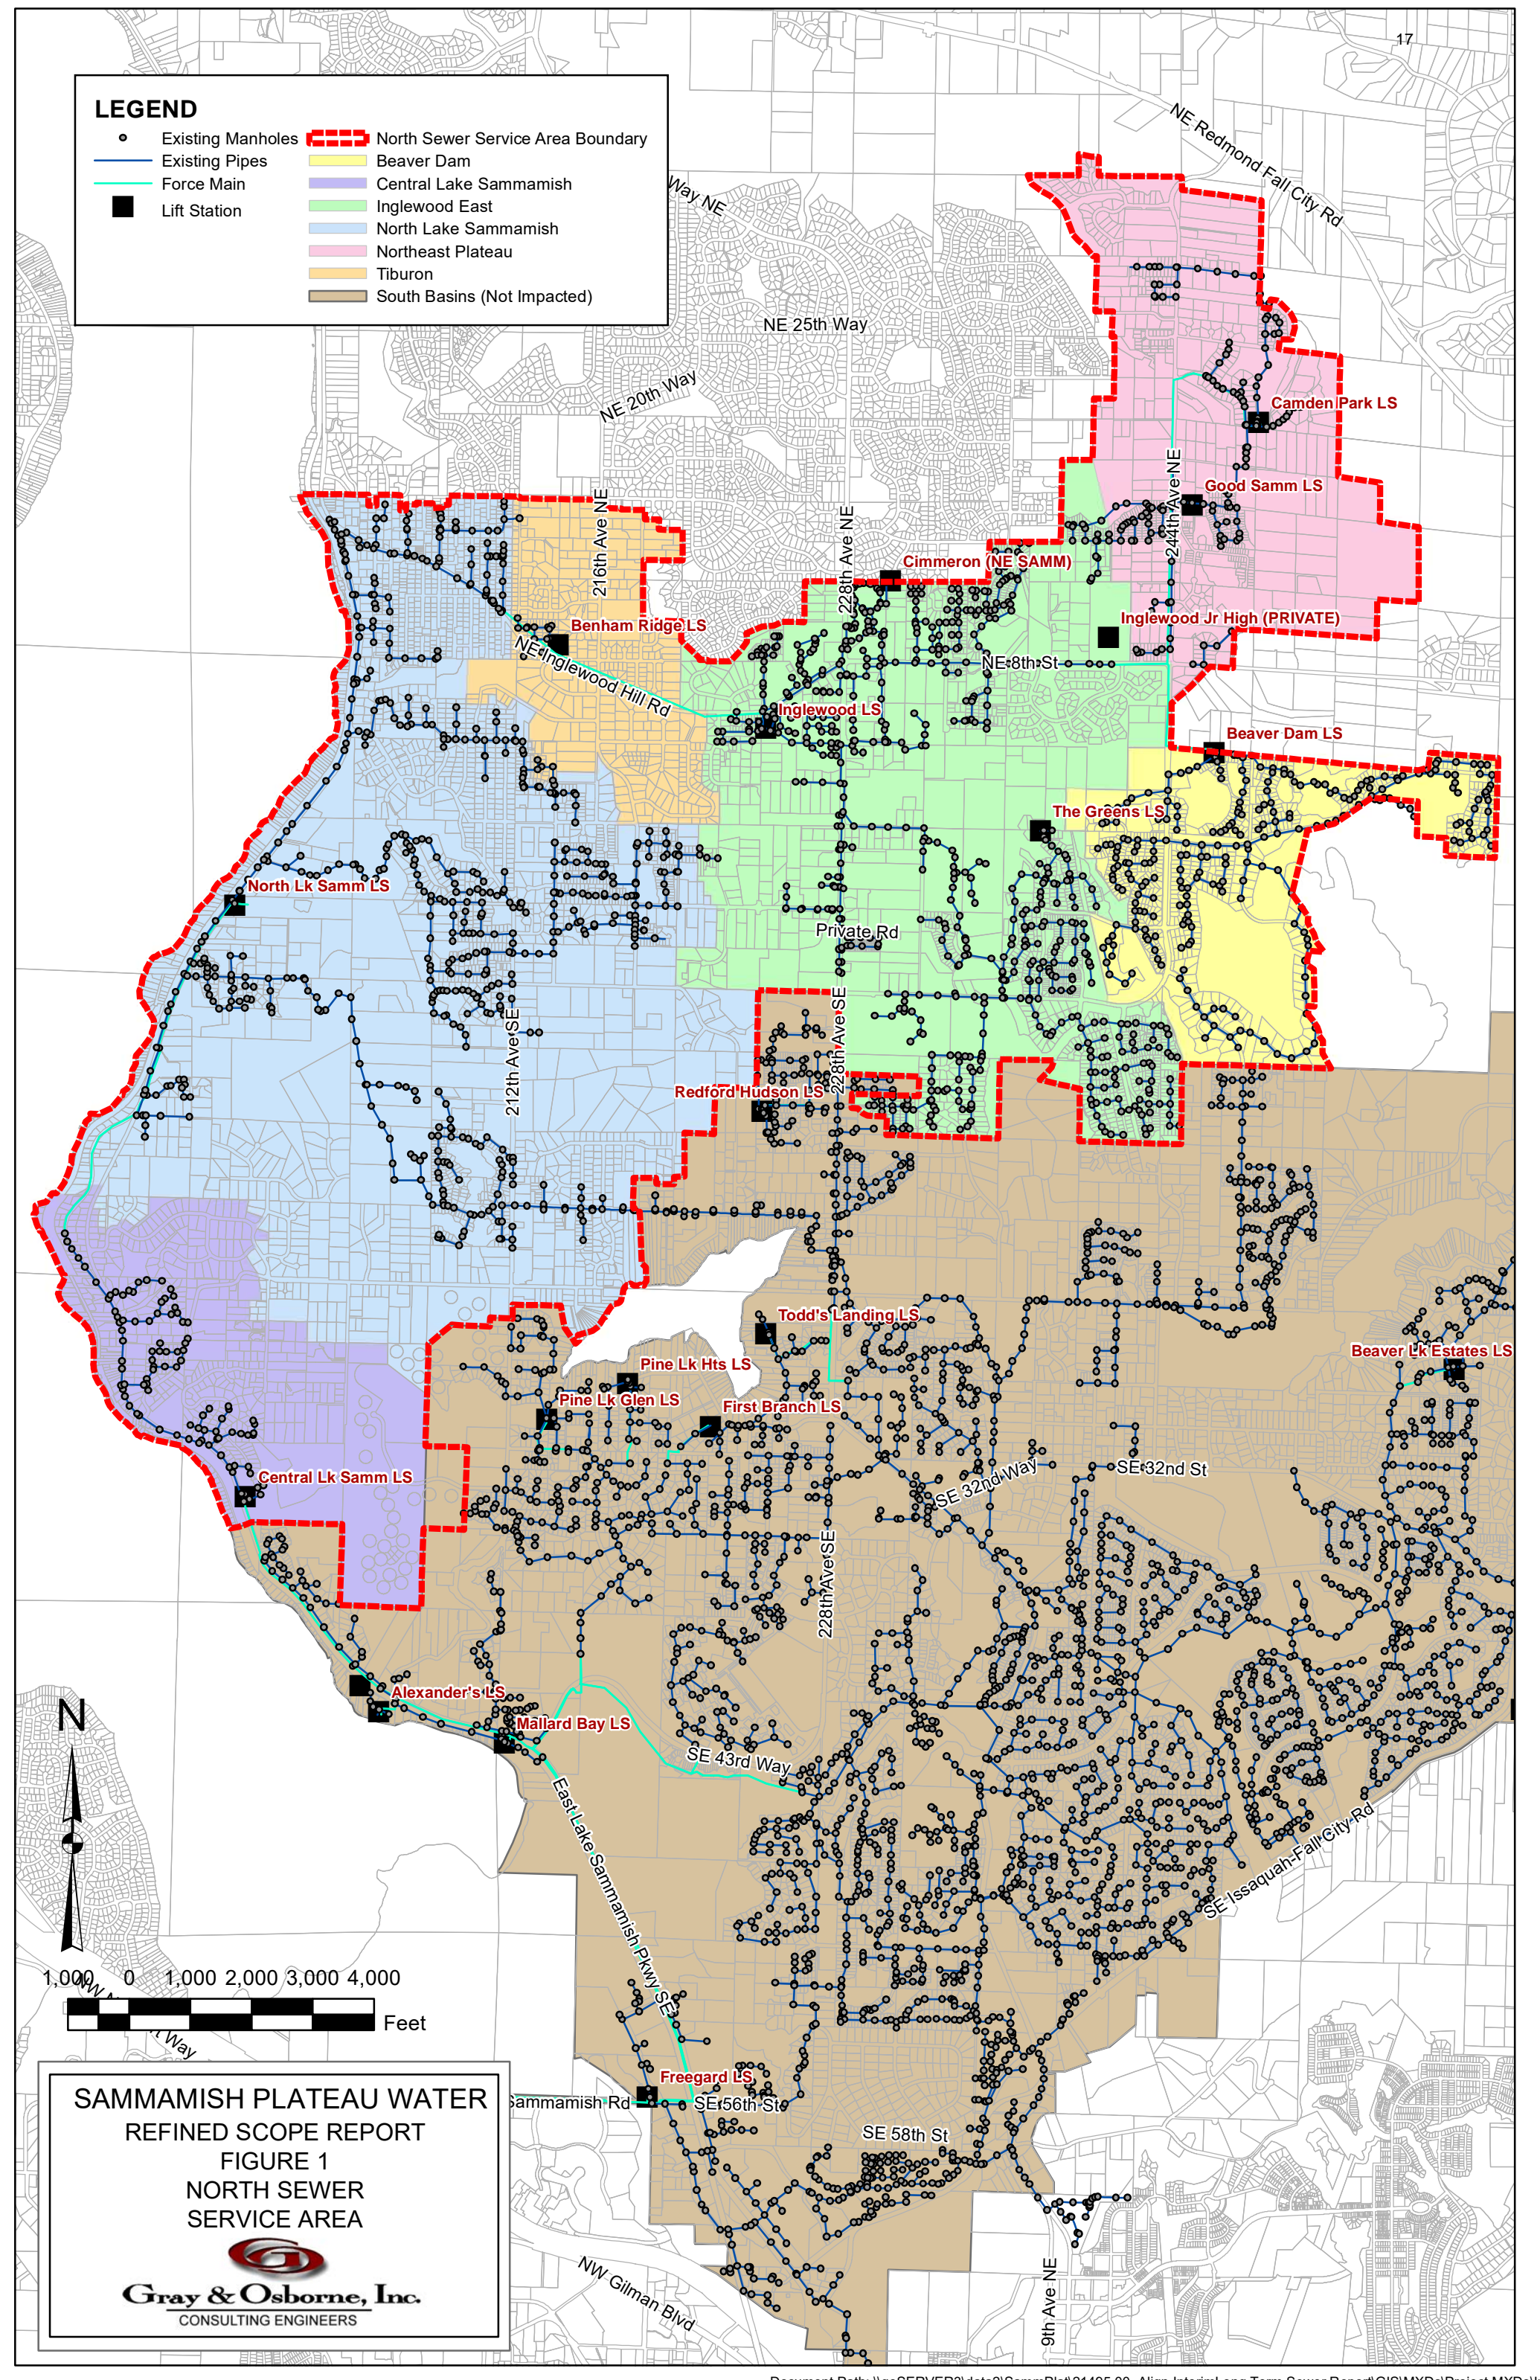 17
NE Redmond Fall City Rd
LEGEND
Existing Manholes
Existing Pipes
Force Main
Lift Station
North Sewer Service Area Boundary
Beaver Dam
Central Lake Sammamish
Inglewood East
North Lake Sammamish
Northeast Plateau
Tiburon
South Basins (Not Impacted)
Way NE
NE 25th Way
NE 20th Way
Camden Park LS
244th Ave NE
Good Samm LS
216th Ave NE
228th Ave NE
Cimmeron (NE SAMM)
Benham Ridge LS
Inglewood Jr High (PRIVATE)
NE Inglewood Hill Rd
NE 8th St
Inglewood LS
Beaver Dam LS
The Greens LS
North Lk Samm LS
Private Rd
212th Ave SE
228th Ave SE
Redford Hudson LS
Todd's Landing LS
Pine Lk Hts LS
Beaver Lk Estates LS
Pine Lk Glen LS
First Branch LS
Central Lk Samm LS
SE 32nd Way
SE 32nd St
228th Ave SE
Alexander's LS
Mallard Bay LS
SE 43rd Way
East Lake Sammamish Pkwy SE
SE Issaquah-Fall City Rd
N
1,000 0 1,000 2,000 3,000 4,000
Feet
Way
Freegard LS
Sammamish Rd
SE 56th St
SE 58th St
SAMMAMISH PLATEAU WATER
REFINED SCOPE REPORT
FIGURE 1
NORTH SEWER
SERVICE AREA
G
Gray & Osborne, Inc.
CONSULTING ENGINEERS
NW Gilman Blvd
9th Ave NE